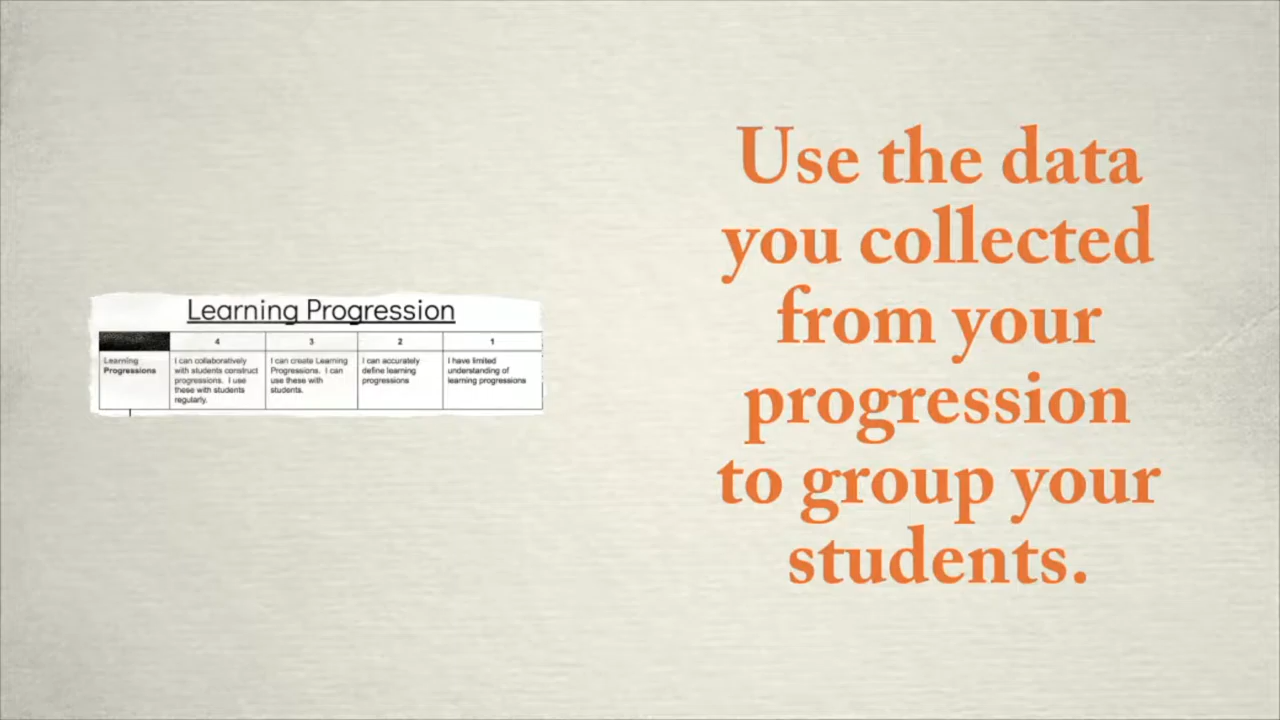 Learning Progression
4 3 2 1
Learning Progressions
I can collaboratively with students construct progressions. I use these with students regularly.
I can create Learning Progressions. I can use these with students.
I can accurately define learning progressions
I have limited understanding of learning progressions
Use the data
you collected
from your
progression
to group your
students.